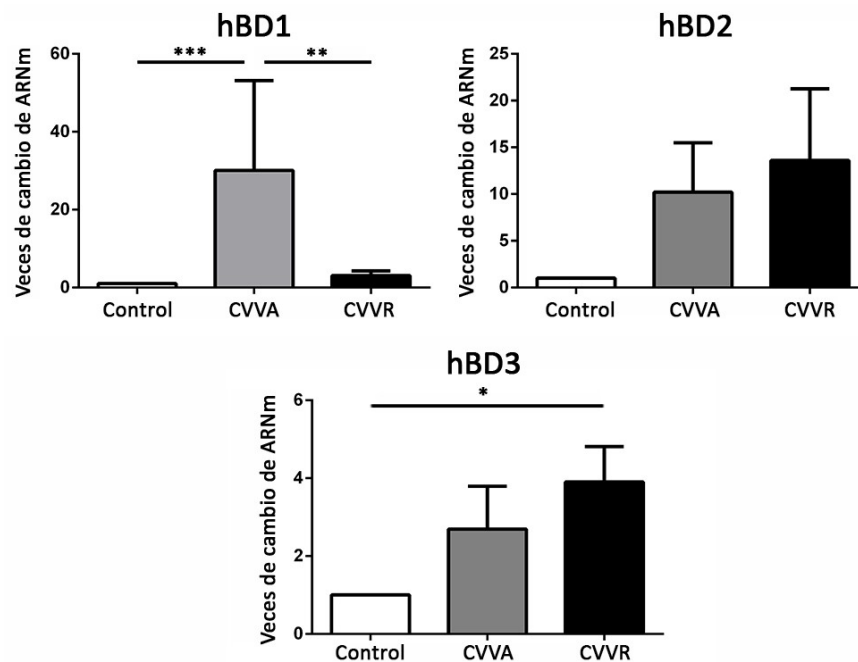 hBD1
Veces de cambio de ARNm
60
40
20
0
*** **
Control CVVA CVVR
hBD2
Veces de cambio de ARNm
25
20
15
10
5
0
Control CVVA CVVR
hBD3
Veces de cambio de ARNm
6
4
2
0
*
Control CVVA CVVR